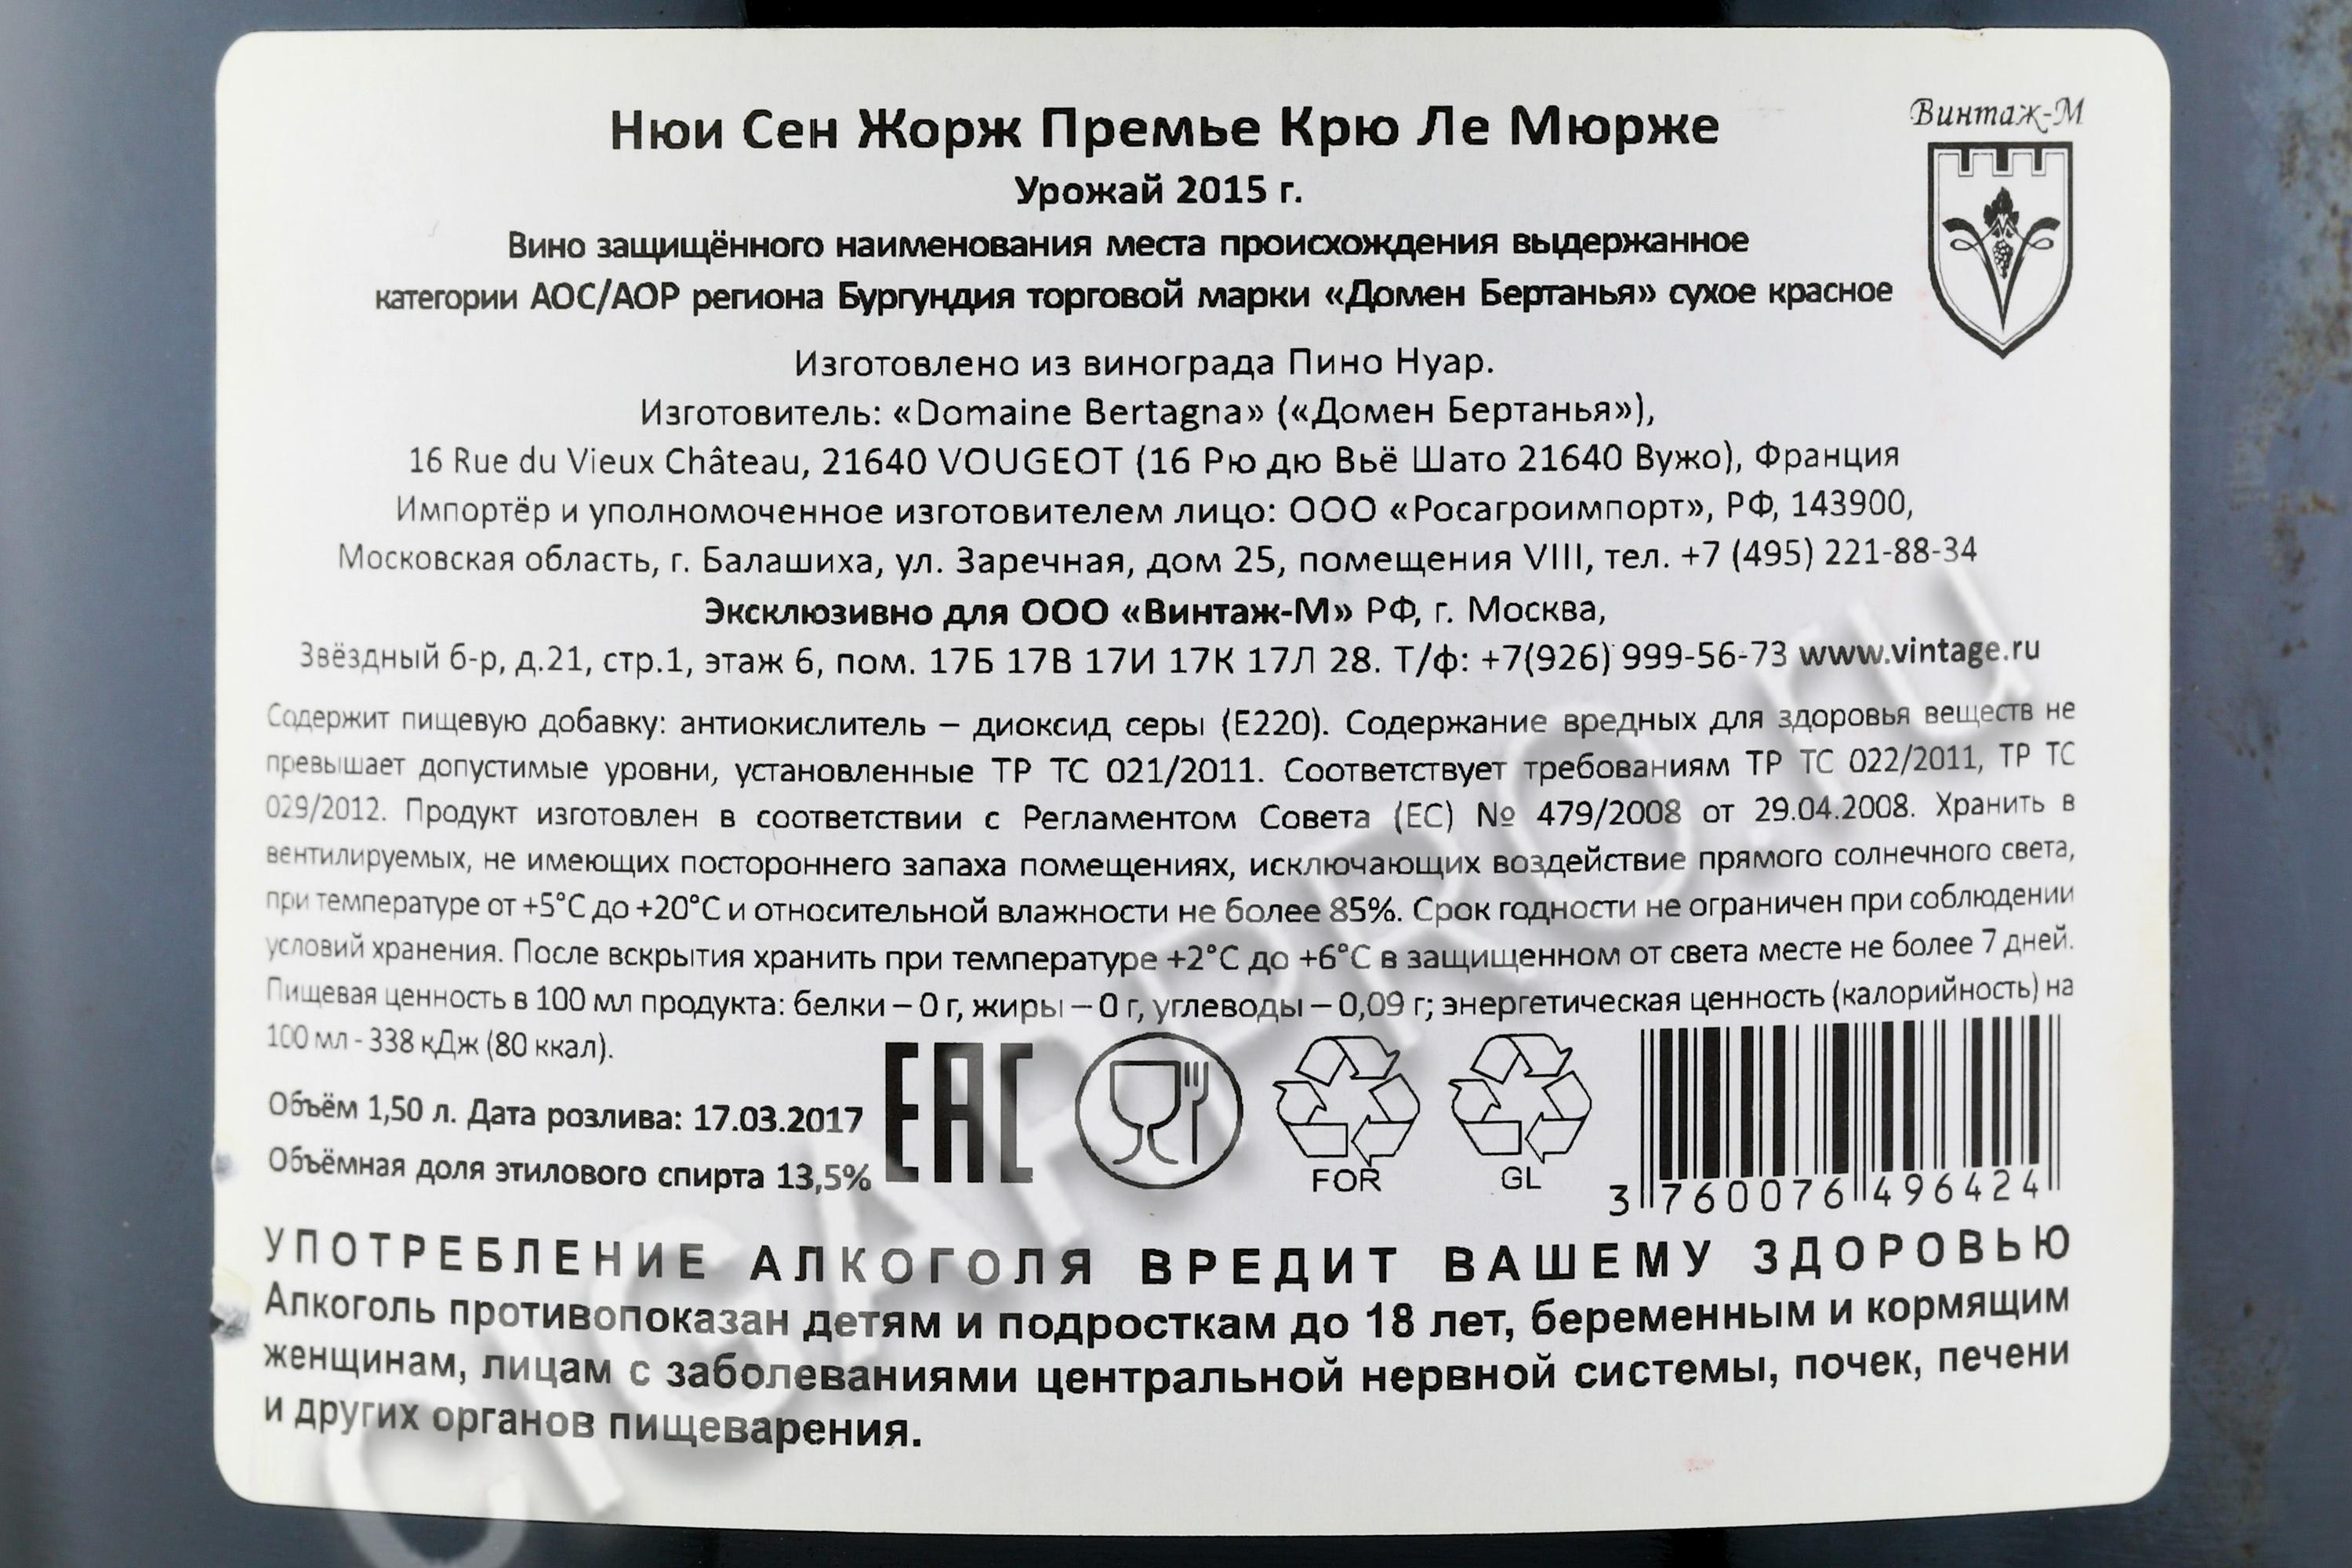 Винтаж-М
Нюи Сен Жорж Премье Крю Ле Мюрже
Урожай 2015 г.
Вино защищённого наименования места происхождения выдержанное
категории АОС/АОР региона Бургундия торговой марки «Домен Бертанья» сухое красное
Изготовлено из винограда Пино Нуар.
Изготовитель: «Domaine Bertagna» («Домен Бертанья»),
16 Rue du Vieux Château, 21640 VOUGEOT (16 Рю дю Вьё Шато 21640 Вужо), Франция
Импортёр и уполномоченное изготовителем лицо: ООО «Росагроимпорт», РФ, 143900,
Московская область, г. Балашиха, ул. Заречная, дом 25, помещения VIII, тел. +7 (495) 221-88-34
Эксклюзивно для ООО «Винтаж-М» РФ, г. Москва,
Звёздный б-р, д.21, стр.1, этаж 6, пом. 17Б 17В 17И 17К 17Л 28. Т/ф: +7(926) 999-56-73 www.vintage.ru
Содержит пищевую добавку: антиокислитель – диоксид серы (Е220). Содержание вредных для здоровья веществ не
превышает допустимые уровни, установленные ТР ТС 021/2011. Соответствует требованиям ТР ТС 022/2011, ТР ТС
029/2012. Продукт изготовлен в соответствии с Регламентом Совета (ЕС) № 479/2008 от 29.04.2008. Хранить в
вентилируемых, не имеющих постороннего запаха помещениях, исключающих воздействие прямого солнечного света,
при температуре от +5°С до +20°С и относительной влажности не более 85%. Срок годности не ограничен при соблюдении
условий хранения. После вскрытия хранить при температуре +2°С до +6°С в защищенном от света месте не более 7 дней.
Пищевая ценность в 100 мл продукта: белки – 0 г, жиры – 0 г, углеводы – 0,09 г; энергетическая ценность (калорийность) на
100 мл - 338 кДж (80 ккал).
Объём 1,50 л. Дата розлива: 17.03.2017
Объёмная доля этилового спирта 13,5%
EAC
FOR
GL
3 760076 496424
УПОТРЕБЛЕНИЕ АЛКОГОЛЯ ВРЕДИТ ВАШЕМУ ЗДОРОВЬЮ
Алкоголь противопоказан детям и подросткам до 18 лет, беременным и кормящим
женщинам, лицам с заболеваниями центральной нервной системы, почек, печени
и других органов пищеварения.
CIGARPRO.ru